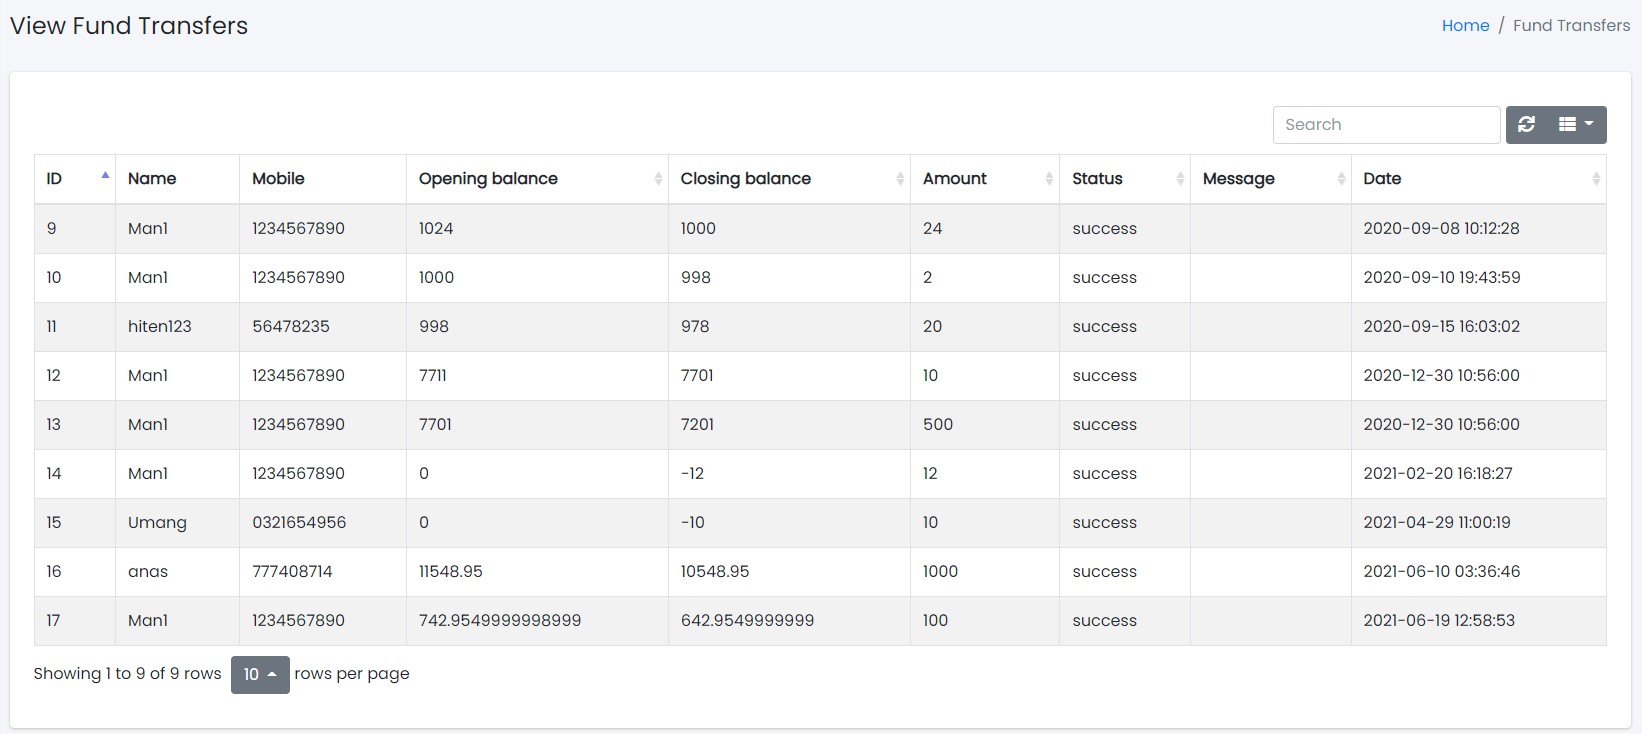 View Fund Transfers
Home / Fund Transfers
Search
ID Name Mobile Opening balance Closing balance Amount Status Message Date
9 Man1 1234567890 1024 1000 24 success 2020-09-08 10:12:28
10 Man1 1234567890 1000 998 2 success 2020-09-10 19:43:59
11 hiten123 56478235 998 978 20 success 2020-09-15 16:03:02
12 Man1 1234567890 7711 7701 10 success 2020-12-30 10:56:00
13 Man1 1234567890 7701 7201 500 success 2020-12-30 10:56:00
14 Man1 1234567890 0 -12 12 success 2021-02-20 16:18:27
15 Umang 0321654956 0 -10 10 success 2021-04-29 11:00:19
16 anas 777408714 11548.95 10548.95 1000 success 2021-06-10 03:36:46
17 Man1 1234567890 742.9549999998999 642.9549999999 100 success 2021-06-19 12:58:53
Showing 1 to 9 of 9 rows 10 rows per page